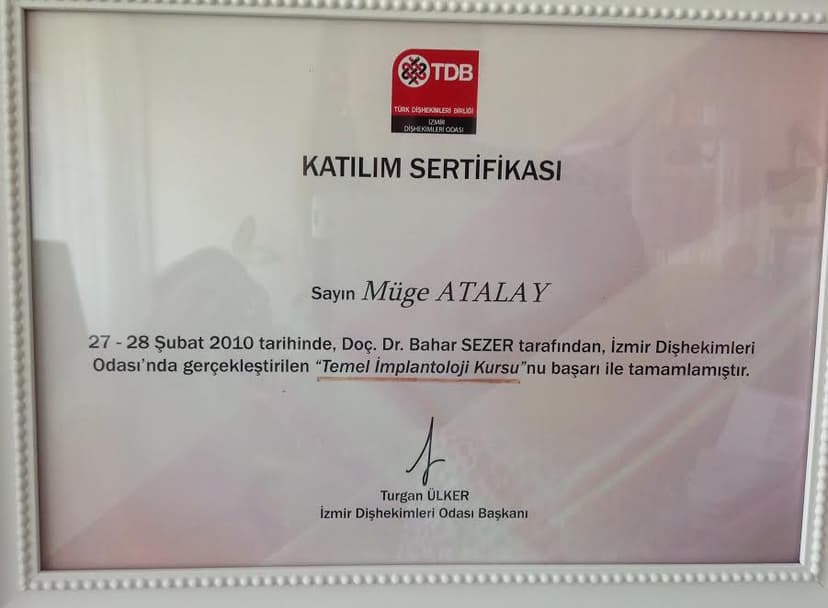 TDB
TÜRK DİŞHEKİMLERİ BİRLİĞİ
İZMİR
DİŞHEKİMLERİ ODASI
KATILIM SERTİFİKASI
Sayın Müge ATALAY
27 - 28 Şubat 2010 tarihinde, Doç. Dr. Bahar SEZER tarafından, İzmir Dişhekimleri
Odası’nda gerçekleştirilen “Temel İmplantoloji Kursu”nu başarı ile tamamlamıştır.
Turgan ÜLKER
İzmir Dişhekimleri Odası Başkanı